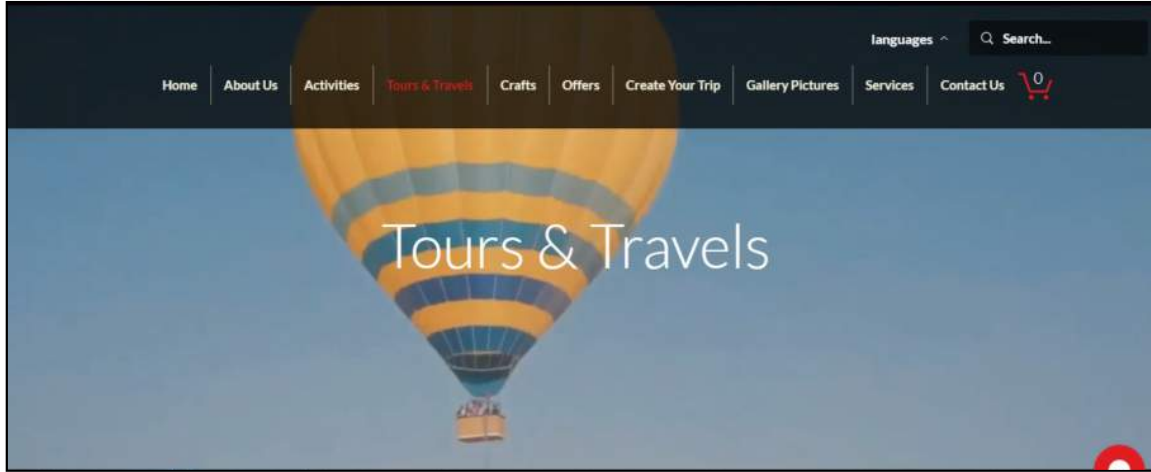 languages
Search...
Home About Us Activities Tours & Travels Crafts Offers Create Your Trip Gallery Pictures Services Contact Us 0
Tours & Travels